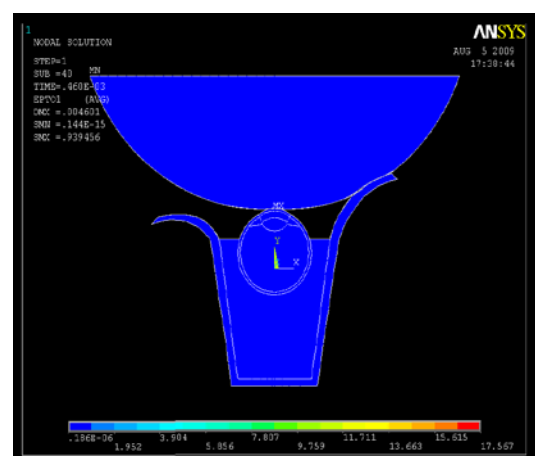 1
ANSYS
NODAL SOLUTION
AUG 5 2009
17:38:44
STEP=1
SUB =40
MN
TIME=.460E-03
EPTO1 (AVG)
DMX =.004601
SMN =.144E-15
SMX =.939456
MX
Y
X
.186E-06 3.904 7.807 11.711 15.615
1.952 5.856 9.759 13.663 17.567